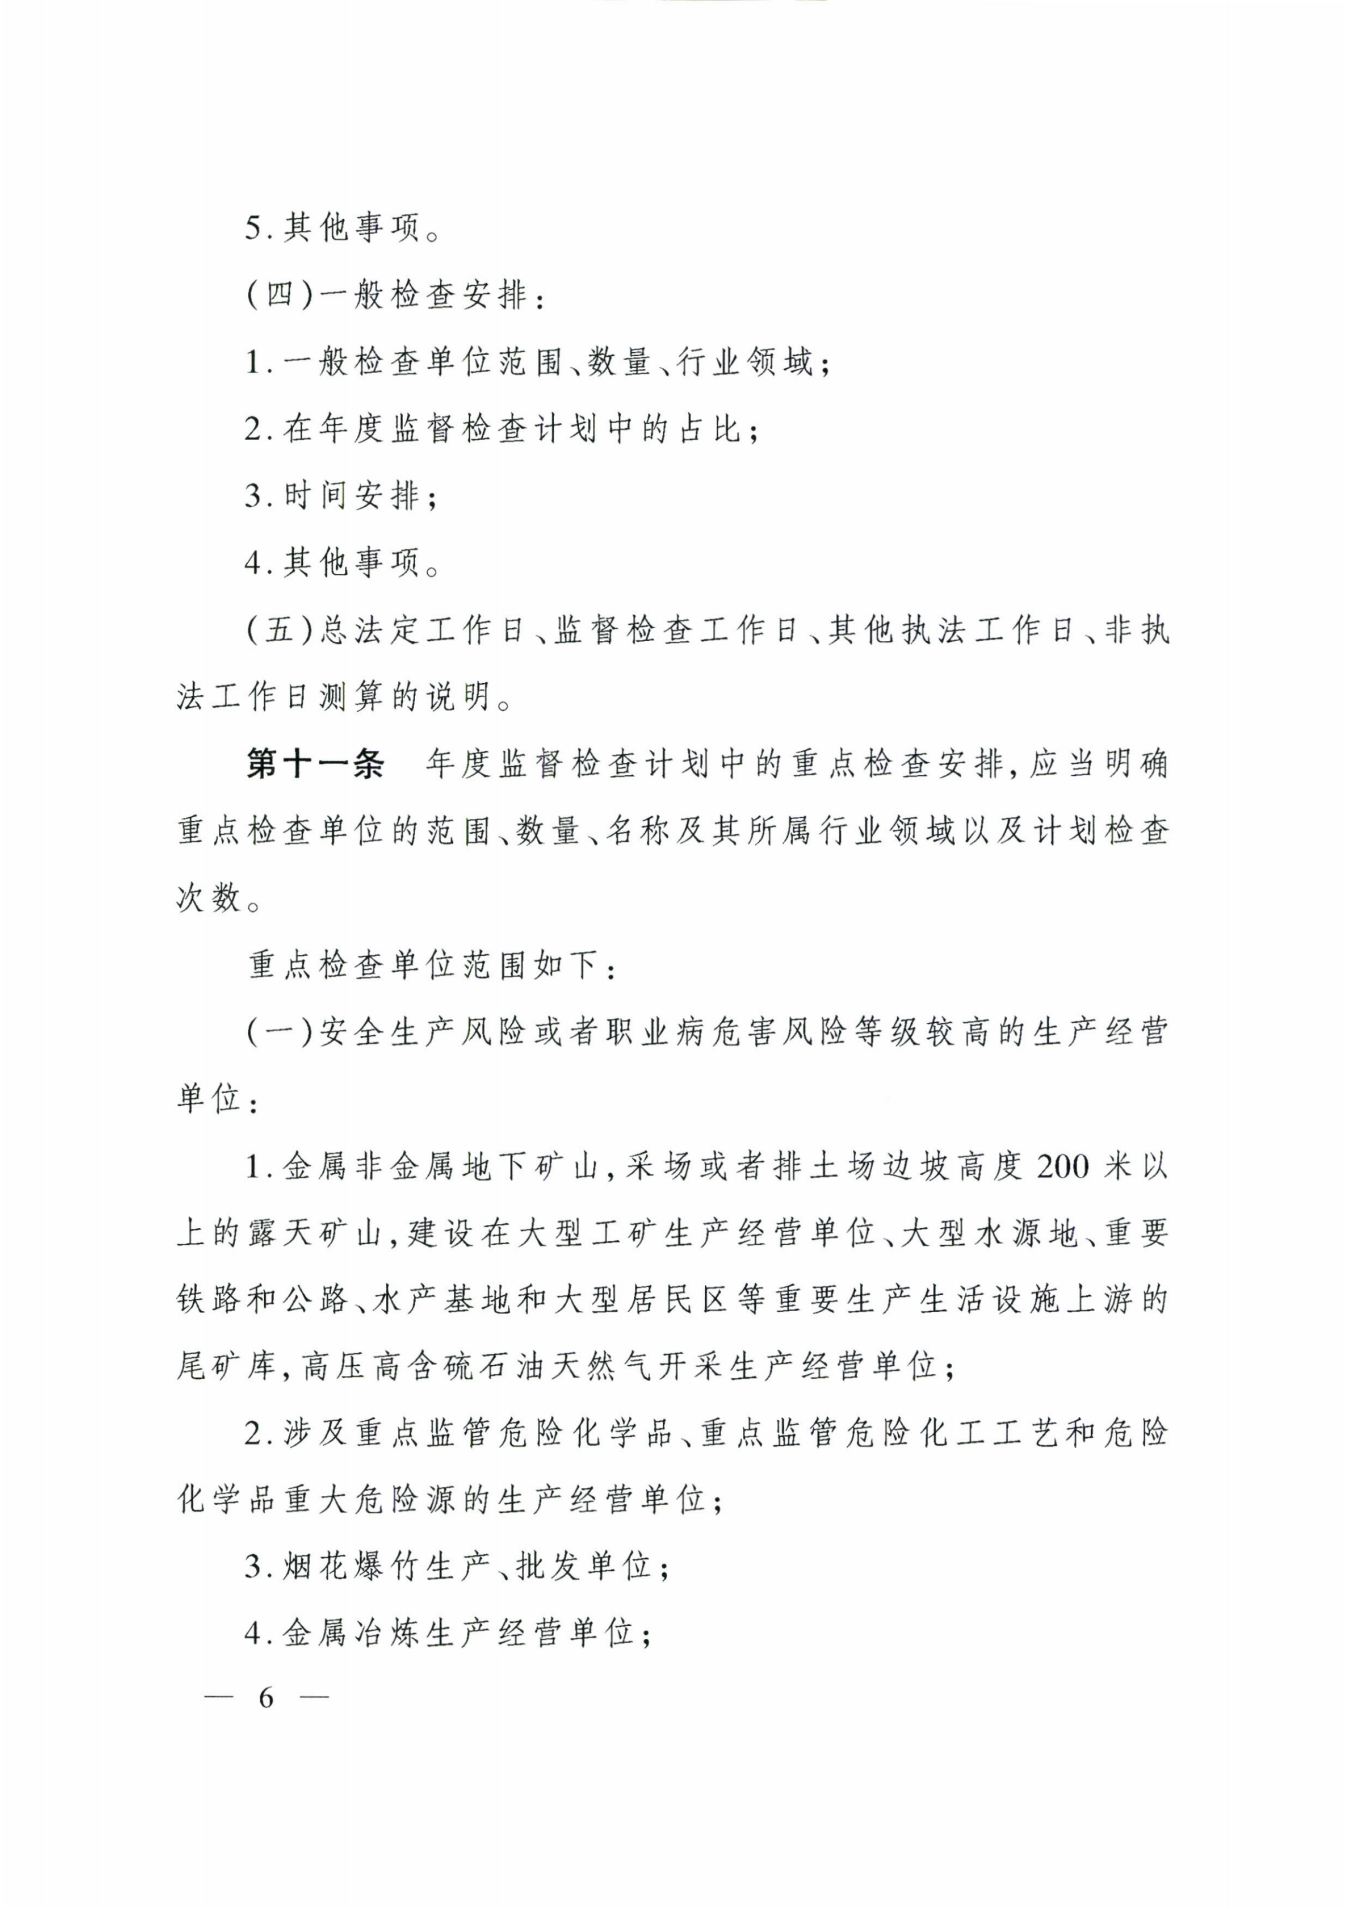 5.其他事项。
(四)一般检查安排:
1.一般检查单位范围、数量、行业领域;
2.在年度监督检查计划中的占比;
3.时间安排;
4.其他事项。
(五)总法定工作日、监督检查工作日、其他执法工作日、非执
法工作日测算的说明。
第十一条 年度监督检查计划中的重点检查安排,应当明确
重点检查单位的范围、数量、名称及其所属行业领域以及计划检查
次数。
重点检查单位范围如下:
(一)安全生产风险或者职业病危害风险等级较高的生产经营
单位:
1.金属非金属地下矿山,采场或者排土场边坡高度 200 米以
上的露天矿山,建设在大型工矿生产经营单位、大型水源地、重要
铁路和公路、水产基地和大型居民区等重要生产生活设施上游的
尾矿库,高压高含硫石油天然气开采生产经营单位;
2.涉及重点监管危险化学品、重点监管危险化工工艺和危险
化学品重大危险源的生产经营单位;
3.烟花爆竹生产、批发单位;
4.金属冶炼生产经营单位;
— 6 —